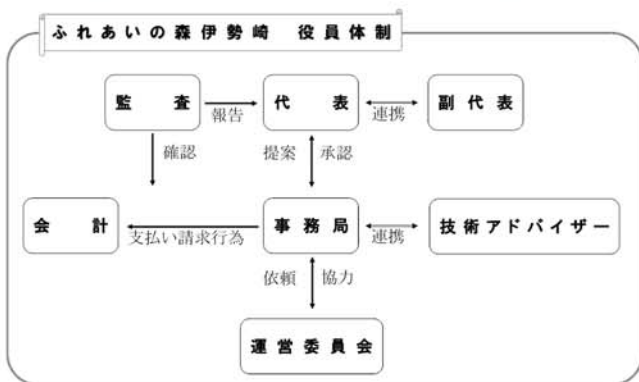 ふれあいの森伊勢崎 役員体制
監査 報告 代表 連携 副代表
確認 提案 承認
会計 支払い請求行為 事務局 連携 技術アドバイザー
依頼 協力
運営委員会